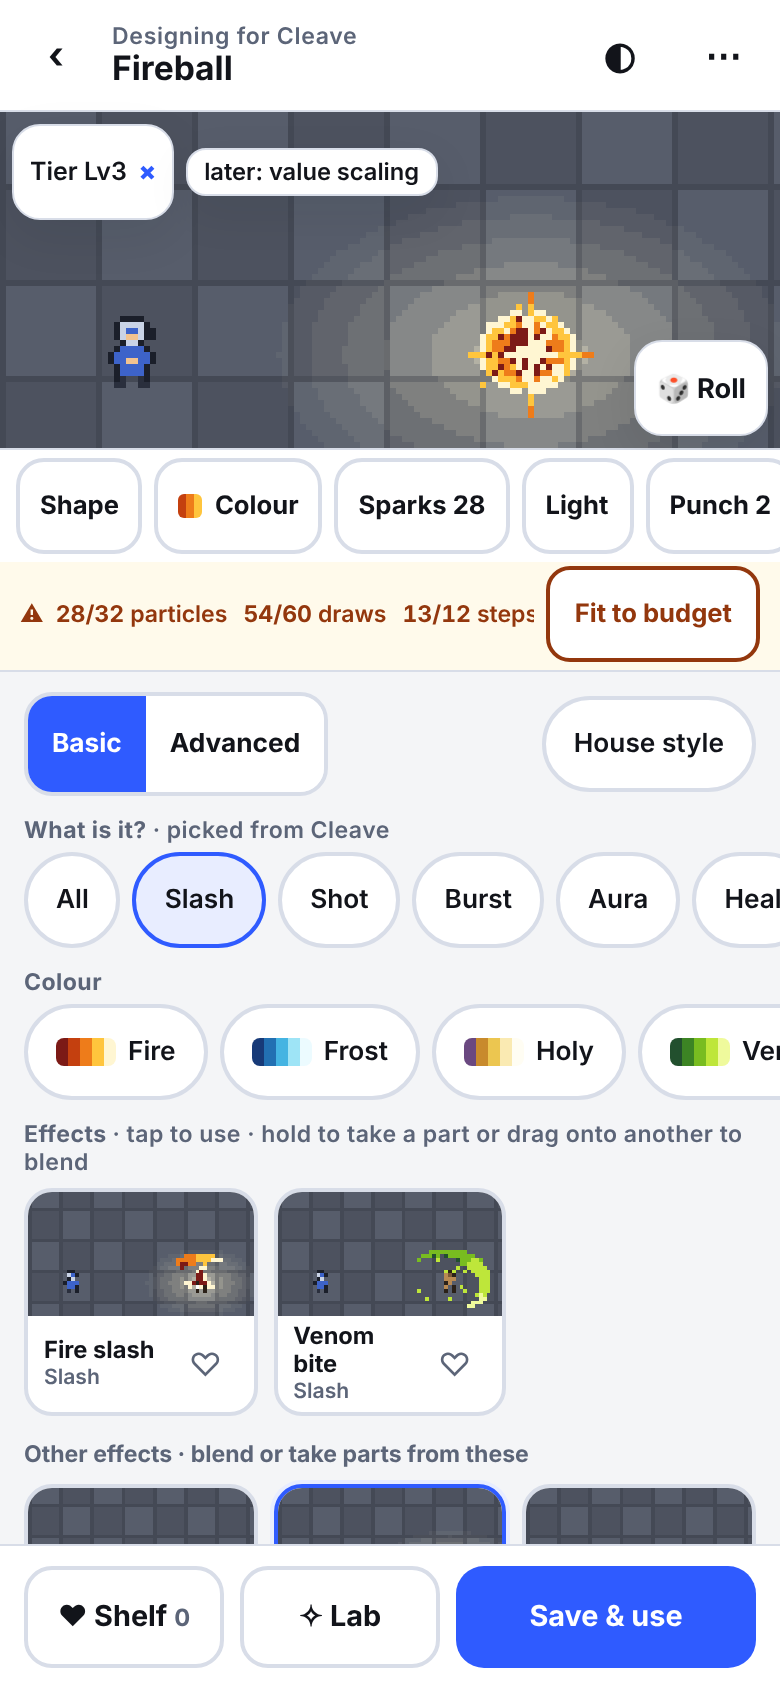 Designing for Cleave
Fireball
Tier Lv3 ×
later: value scaling
Roll
Shape
Colour
Sparks 28
Light
Punch 2
28/32 particles 54/60 draws 13/12 steps
Fit to budget
Basic
Advanced
House style
What is it? · picked from Cleave
All
Slash
Shot
Burst
Aura
Heal
Colour
Fire
Frost
Holy
Ver
Effects · tap to use · hold to take a part or drag onto another to
blend
Fire slash
Slash
Venom
bite
Slash
Other effects · blend or take parts from these
Shelf 0
Lab
Save & use